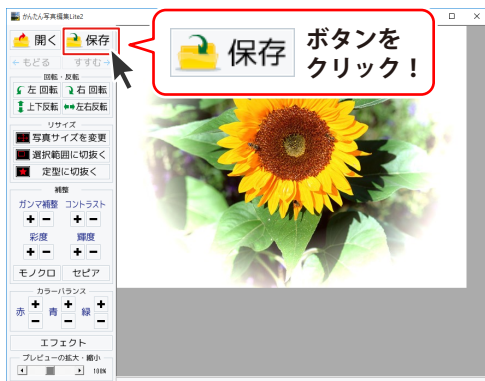 かんたん写真編集Lite2
開く 保存
←もどる すすむ→
回転・反転
左 回転 右 回転
上下反転 左右反転
リサイズ
写真サイズを変更
選択範囲に切抜く
定型に切抜く
補整
ガンマ補整 コントラスト
+ - + -
彩度 輝度
+ - + -
モノクロ セピア
カラーバランス
赤 + - 青 + - 緑 + -
エフェクト
プレビューの拡大・縮小
100%
保存
ボタンを
クリック！